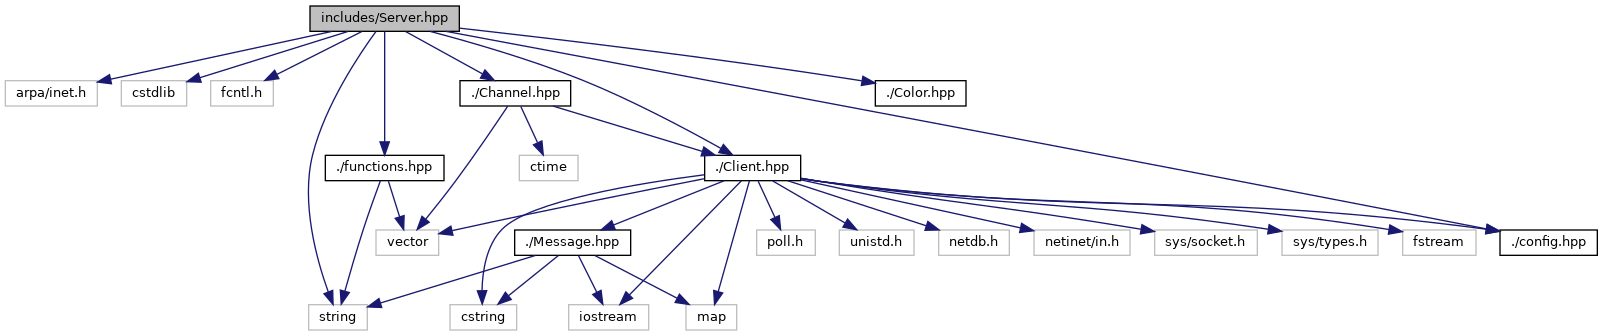 includes/Server.hpp
arpa/inet.h
cstdlib
fcntl.h
./Channel.hpp
./Color.hpp
./functions.hpp
ctime
./Client.hpp
vector
./Message.hpp
poll.h
unistd.h
netdb.h
netinet/in.h
sys/socket.h
sys/types.h
fstream
./config.hpp
string
cstring
iostream
map